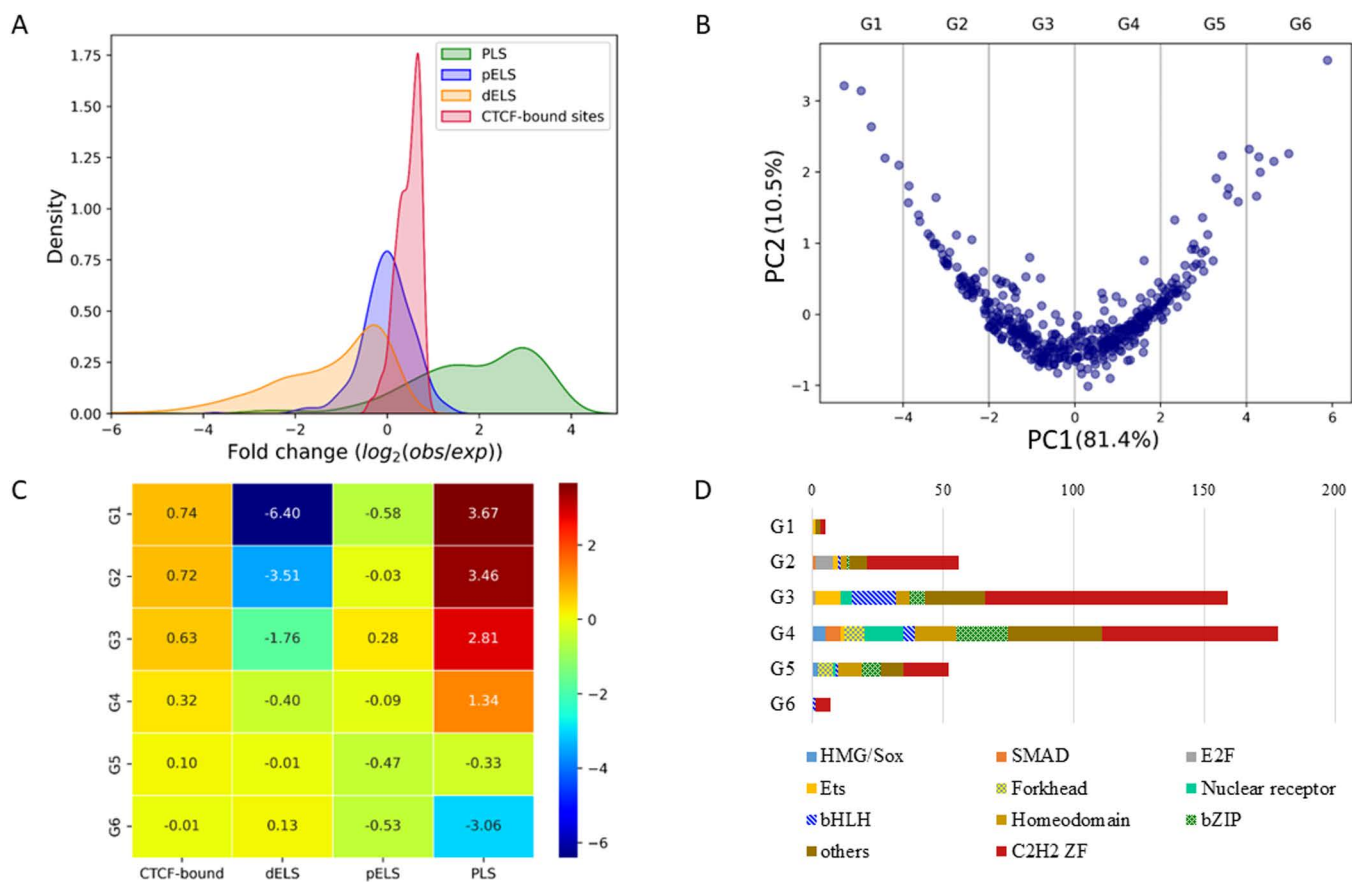 A
PLS
pELS
dELS
CTCF-bound sites
1.75
1.50
1.25
1.00
0.75
0.50
0.25
0.00
Density
−6 −4 −2 0 2 4
Fold change (log2(obs/exp))
B
G1 G2 G3 G4 G5 G6
3
2
1
0
−1
PC2 (10.5%)
−4 −2 0 2 4 6
PC1 (81.4%)
C
G1 0.74 -6.40 -0.58 3.67
G2 0.72 -3.51 -0.03 3.46
G3 0.63 -1.76 0.28 2.81
G4 0.32 -0.40 -0.09 1.34
G5 0.10 -0.01 -0.47 -0.33
G6 -0.01 0.13 -0.53 -3.06
CTCF-bound dELS pELS PLS
2
0
−2
−4
−6
D
0 50 100 150 200
G1
G2
G3
G4
G5
G6
HMG/Sox SMAD E2F
Ets Forkhead Nuclear receptor
bHLH Homeodomain bZIP
others C2H2 ZF